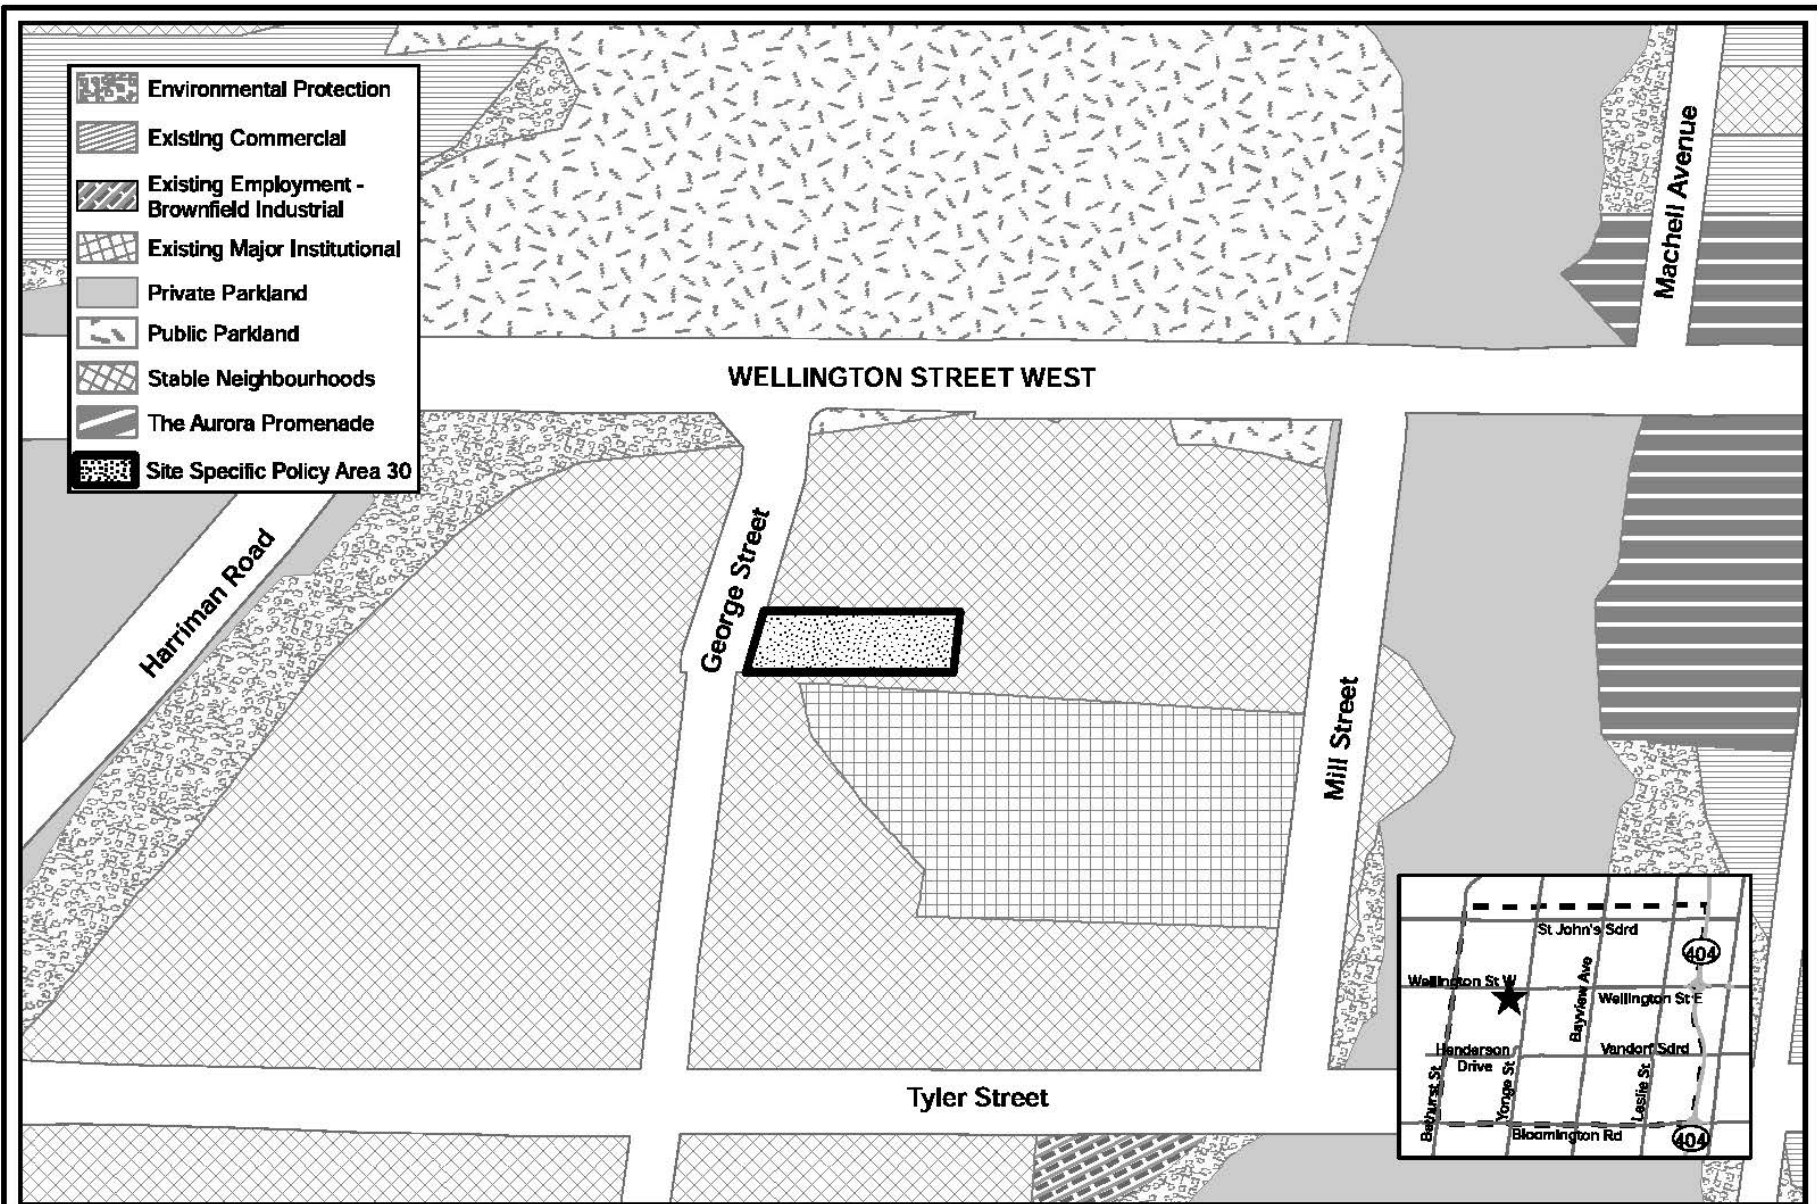 Environmental Protection
Existing Commercial
Existing Employment -
Brownfield Industrial
Existing Major Institutional
Private Parkland
Public Parkland
Stable Neighbourhoods
The Aurora Promenade
Site Specific Policy Area 30
Machell Avenue
WELLINGTON STREET WEST
Harriman Road
George Street
Mill Street
Tyler Street
St John's Sdrd
404
Wellington St W
Wellington St E
Bayview Ave
Henderson
Drive
Vandorf Sdrd
Bathurst St
Yonge St
Leslie St
Bloomington Rd
404